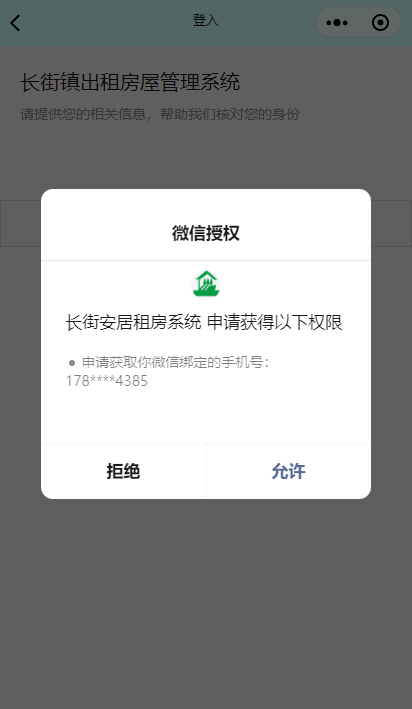 登入
长街镇出租房屋管理系统
请提供您的相关信息，帮助我们核对您的身份
微信授权
长街安居租房系统 申请获得以下权限
申请获取你微信绑定的手机号：
178****4385
拒绝
允许